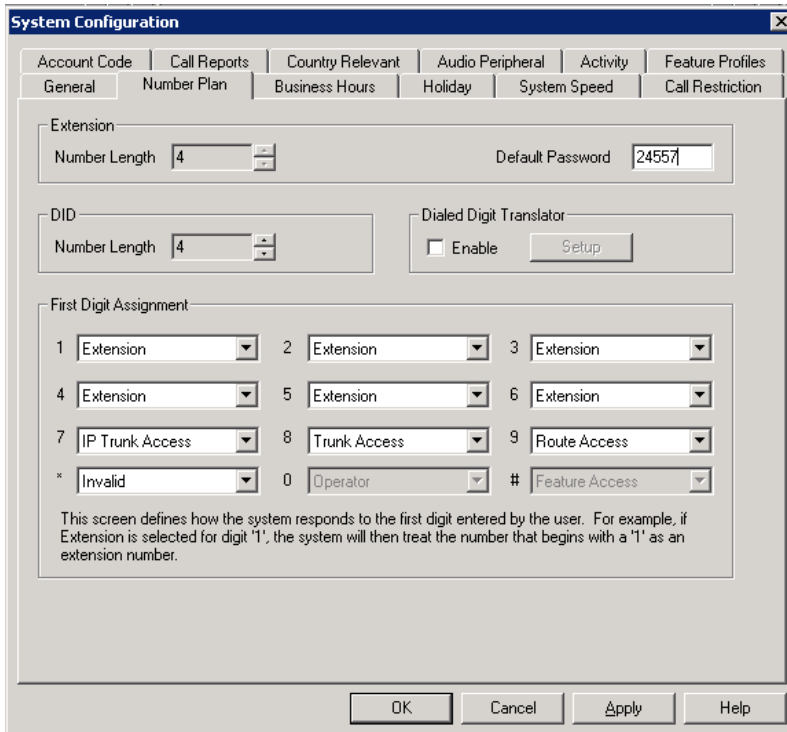 System Configuration
Account Code Call Reports Country Relevant Audio Peripheral Activity Feature Profiles
General Number Plan Business Hours Holiday System Speed Call Restriction
Extension
Number Length 4 Default Password 24557
DID Dialed Digit Translator
Number Length 4 Enable Setup
First Digit Assignment
1 Extension 2 Extension 3 Extension
4 Extension 5 Extension 6 Extension
7 IP Trunk Access 8 Trunk Access 9 Route Access
* Invalid 0 Operator # Feature Access
This screen defines how the system responds to the first digit entered by the user. For example, if
Extension is selected for digit '1', the system will then treat the number that begins with a '1' as an
extension number.
OK Cancel Apply Help